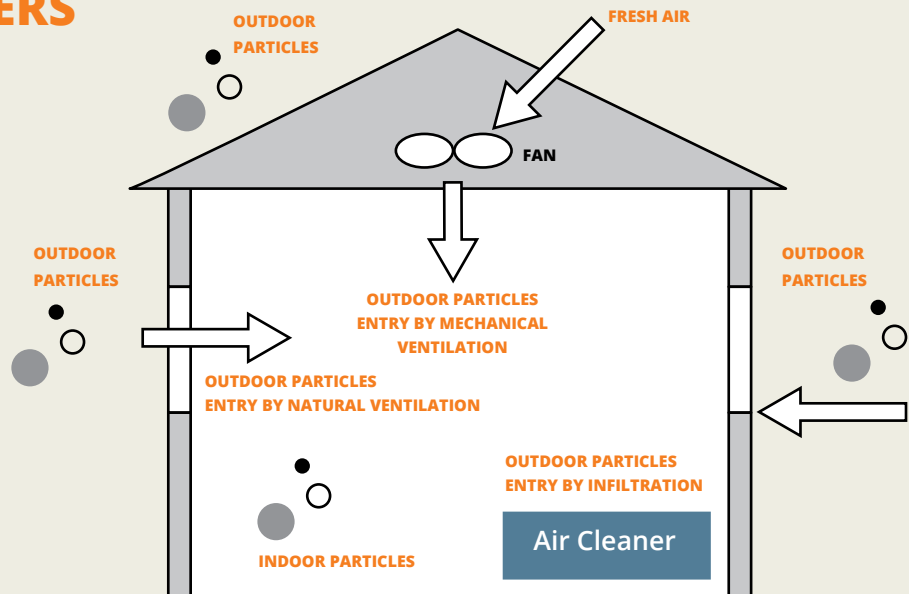 ERS
OUTDOOR
PARTICLES
FRESH AIR
FAN
OUTDOOR
PARTICLES
OUTDOOR
PARTICLES
OUTDOOR PARTICLES
ENTRY BY MECHANICAL
VENTILATION
OUTDOOR PARTICLES
ENTRY BY NATURAL VENTILATION
OUTDOOR PARTICLES
ENTRY BY INFILTRATION
Air Cleaner
INDOOR PARTICLES